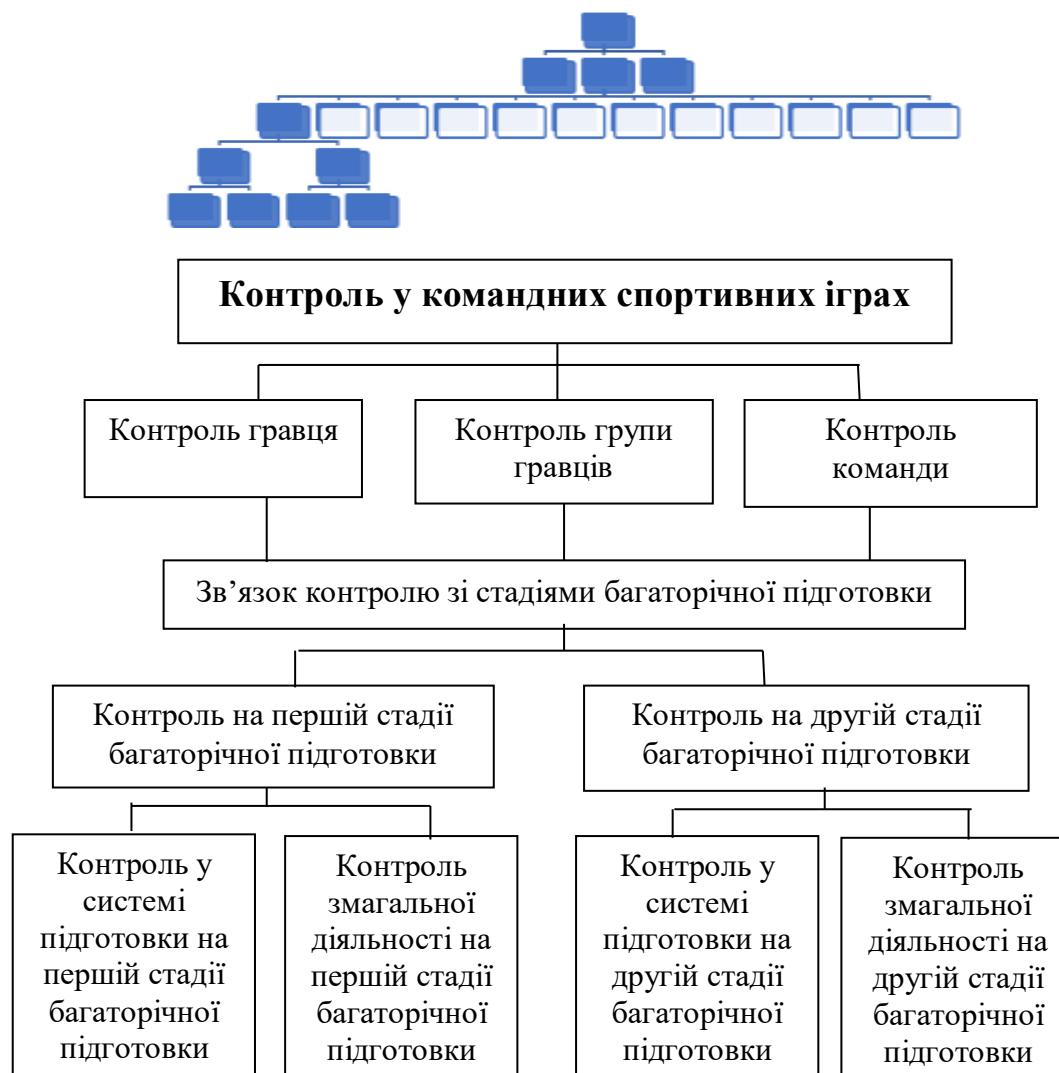 Контроль у командних спортивних іграх
Контроль гравця
Контроль групи
гравців
Контроль
команди
Зв’язок контролю зі стадіями багаторічної підготовки
Контроль на першій стадії
багаторічної підготовки
Контроль на другій стадії
багаторічної підготовки
Контроль у
системі
підготовки на
першій стадії
багаторічної
підготовки
Контроль
змагальної
діяльності на
першій стадії
багаторічної
підготовки
Контроль у
системі
підготовки на
другій стадії
багаторічної
підготовки
Контроль
змагальної
діяльності на
другій стадії
багаторічної
підготовки